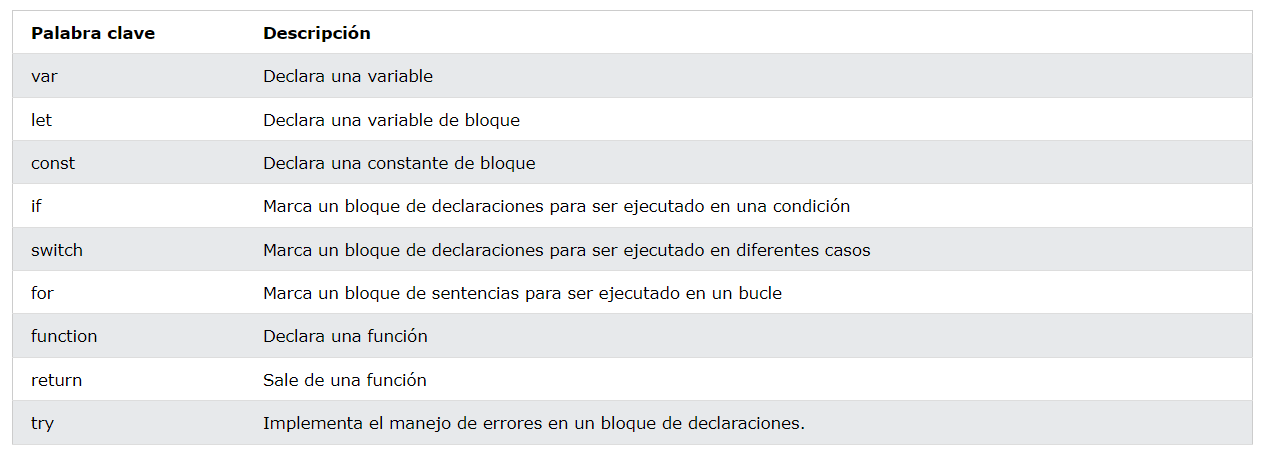 Palabra clave Descripción
var Declara una variable
let Declara una variable de bloque
const Declara una constante de bloque
if Marca un bloque de declaraciones para ser ejecutado en una condición
switch Marca un bloque de declaraciones para ser ejecutado en diferentes casos
for Marca un bloque de sentencias para ser ejecutado en un bucle
function Declara una función
return Sale de una función
try Implementa el manejo de errores en un bloque de declaraciones.